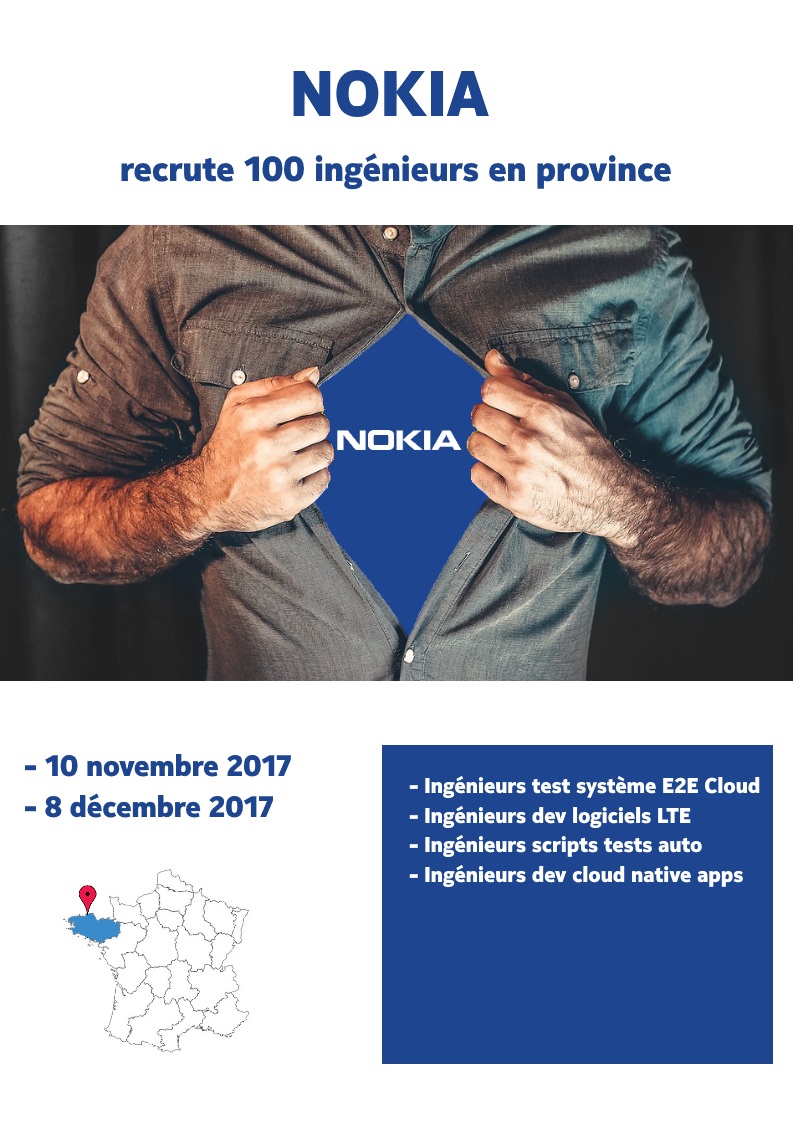 NOKIA
recrute 100 ingénieurs en province
NOKIA
- 10 novembre 2017
- 8 décembre 2017
- Ingénieurs test système E2E Cloud
- Ingénieurs dev logiciels LTE
- Ingénieurs scripts tests auto
- Ingénieurs dev cloud native apps